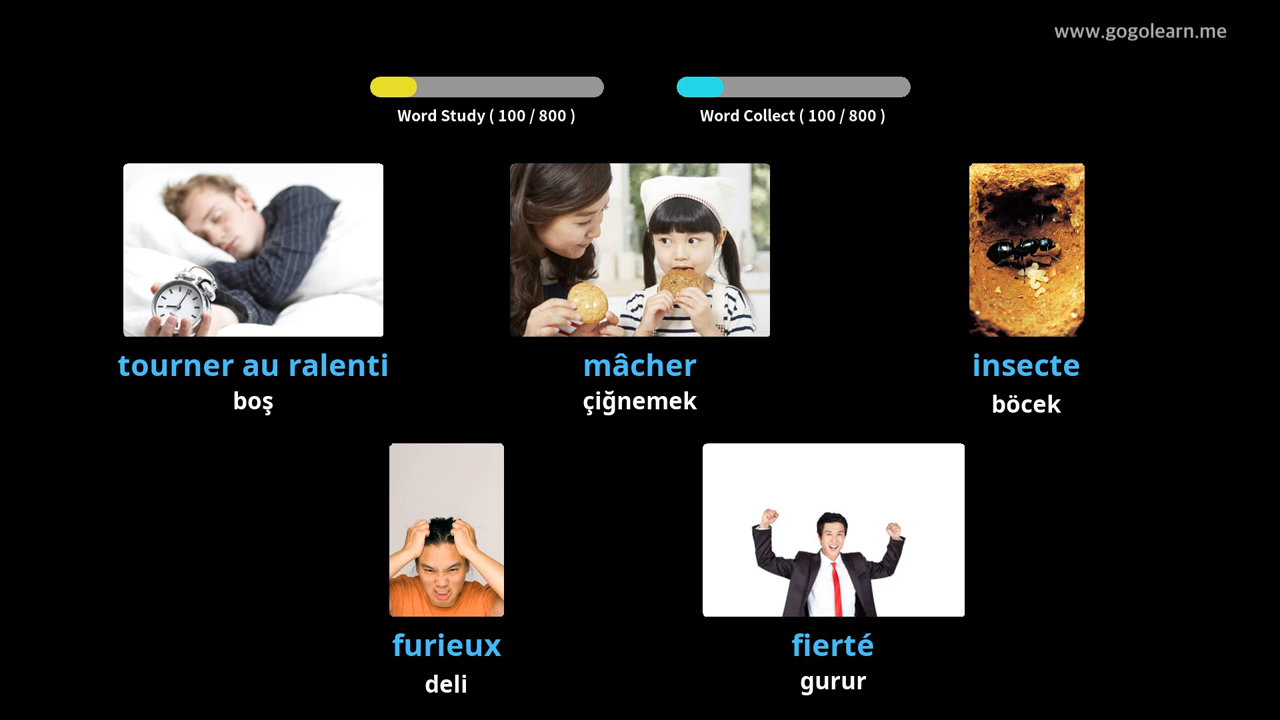 www.gogolearn.me
Word Study ( 100 / 800 )
Word Collect ( 100 / 800 )
tourner au ralenti
boş
mâcher
çiğnemek
insecte
böcek
furieux
deli
fierté
gurur